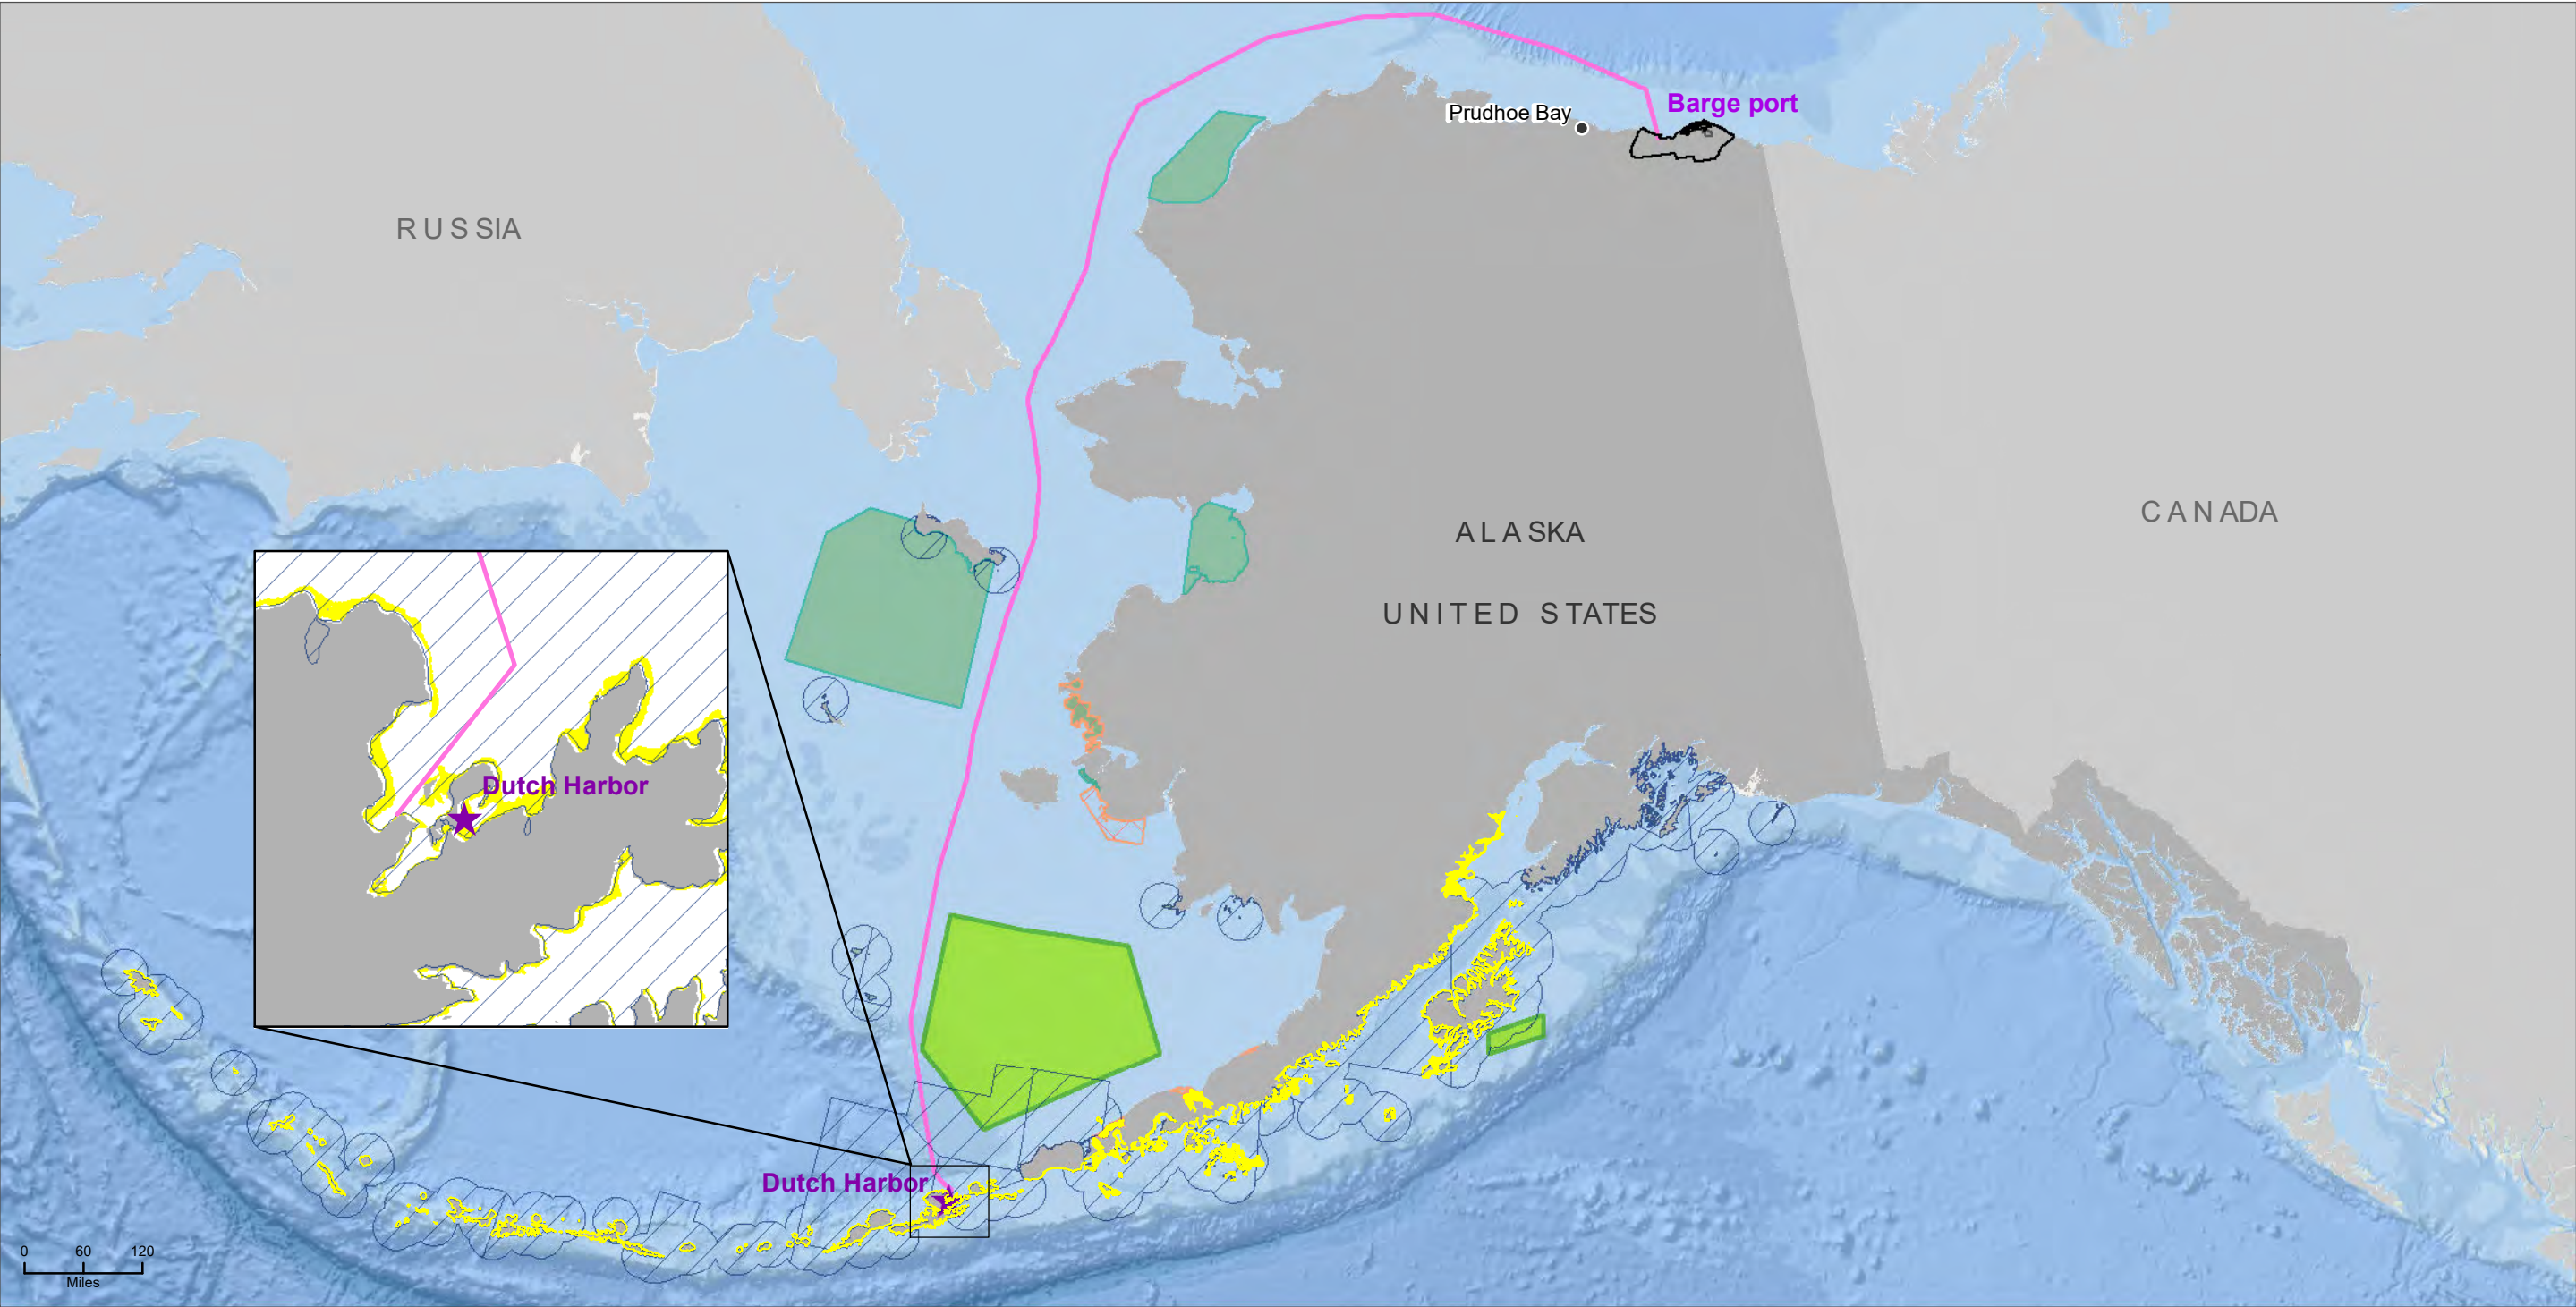 Barge port
Prudhoe Bay
RUSSIA
CANADA
ALASKA
UNITED STATES
Dutch Harbor
Dutch Harbor
0 60 120
Miles